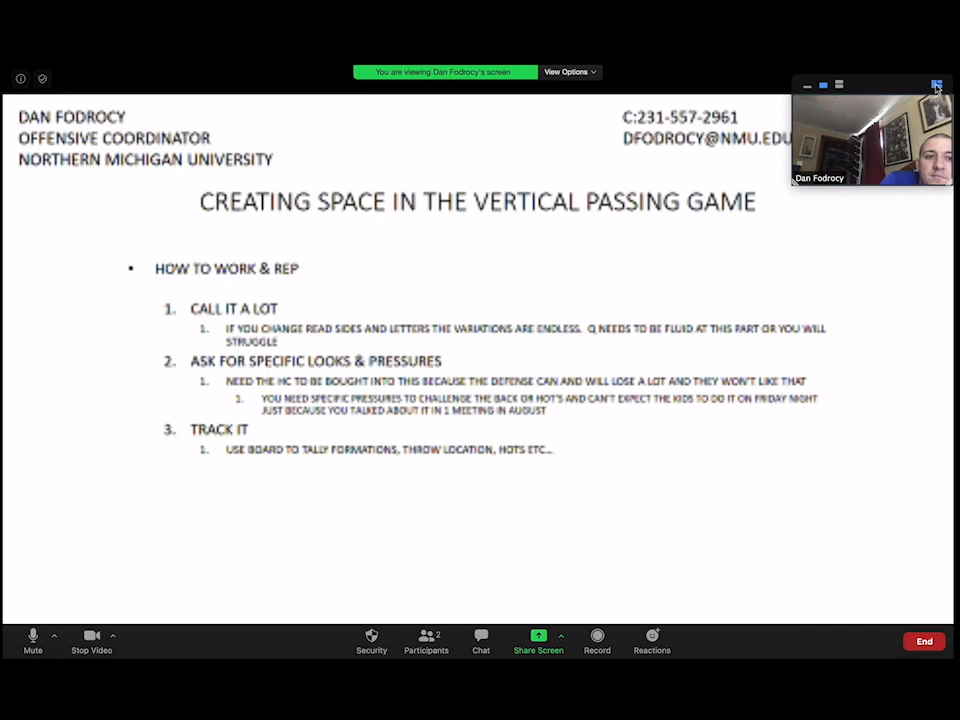 You are viewing Dan Fodrocy's screen
View Options
DAN FODROCY
OFFENSIVE COORDINATOR
NORTHERN MICHIGAN UNIVERSITY
C:231-557-2961
DFODROCY@NMU.EDU
Dan Fodrocy
CREATING SPACE IN THE VERTICAL PASSING GAME
• HOW TO WORK & REP
1. CALL IT A LOT
1. IF YOU CHANGE READ SIDES AND LETTERS THE VARIATIONS ARE ENDLESS. Q NEEDS TO BE FLUID AT THIS PART OR YOU WILL
STRUGGLE
2. ASK FOR SPECIFIC LOOKS & PRESSURES
1. NEED THE HC TO BE BOUGHT INTO THIS BECAUSE THE DEFENSE CAN AND WILL LOSE A LOT AND THEY WON'T LIKE THAT
1. YOU NEED SPECIFIC PRESSURES TO CHALLENGE THE BACK OR HOT'S AND CAN'T EXPECT THE KIDS TO DO IT ON FRIDAY NIGHT
JUST BECAUSE YOU TALKED ABOUT IT IN 1 MEETING IN AUGUST
3. TRACK IT
1. USE BOARD TO TALLY FORMATIONS, THROW LOCATION, HOTS ETC...
Mute
Stop Video
Security
2
Participants
Chat
Share Screen
Record
Reactions
End